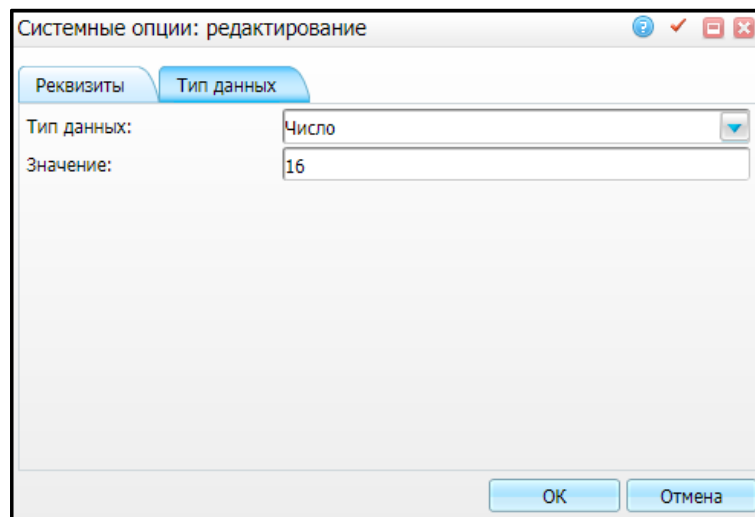 Системные опции: редактирование
Реквизиты Тип данных
Тип данных: Число
Значение: 16
ОК Отмена